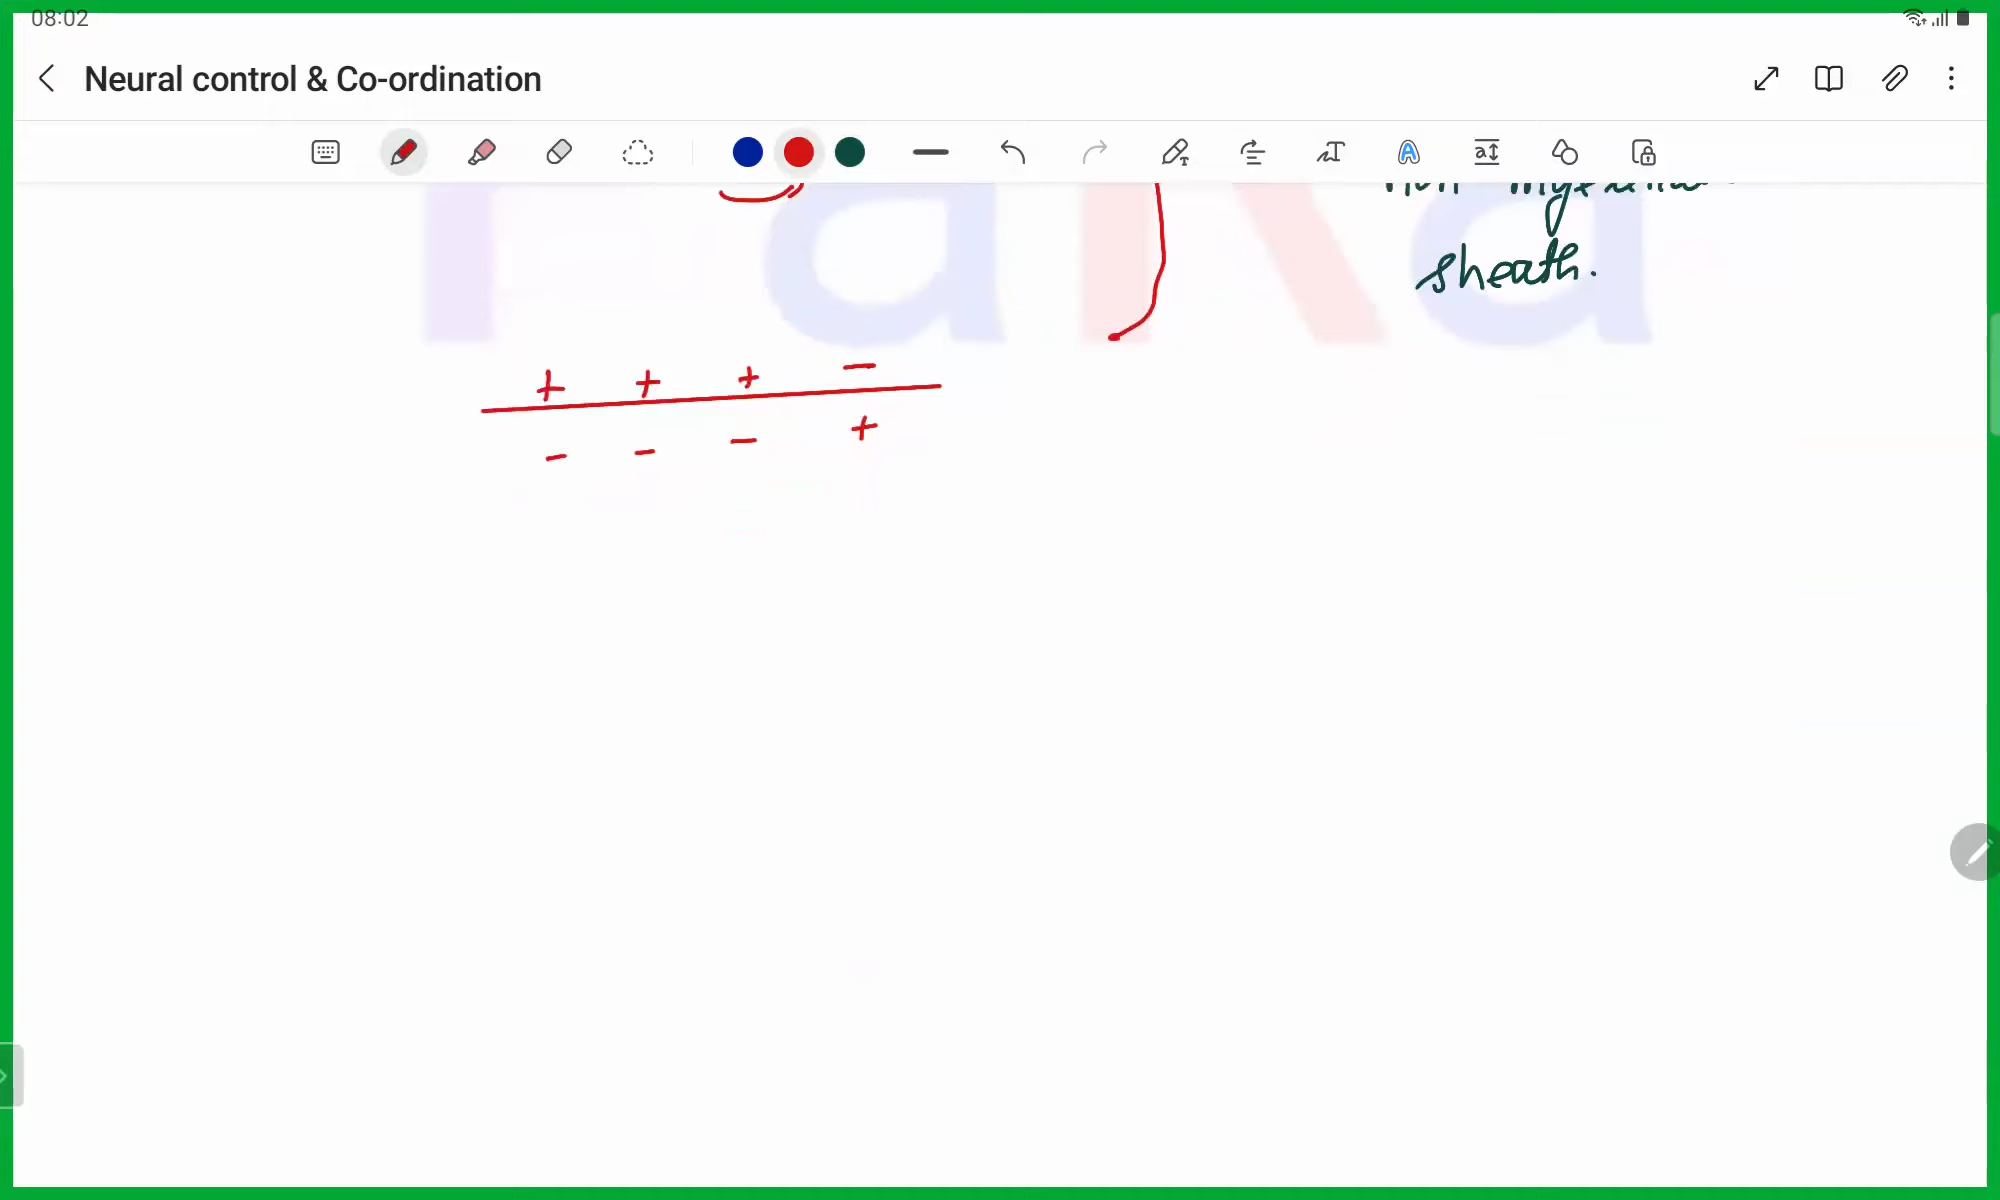 08:02
Neural control & Co-ordination
sheath.
+ + + −
− − − +